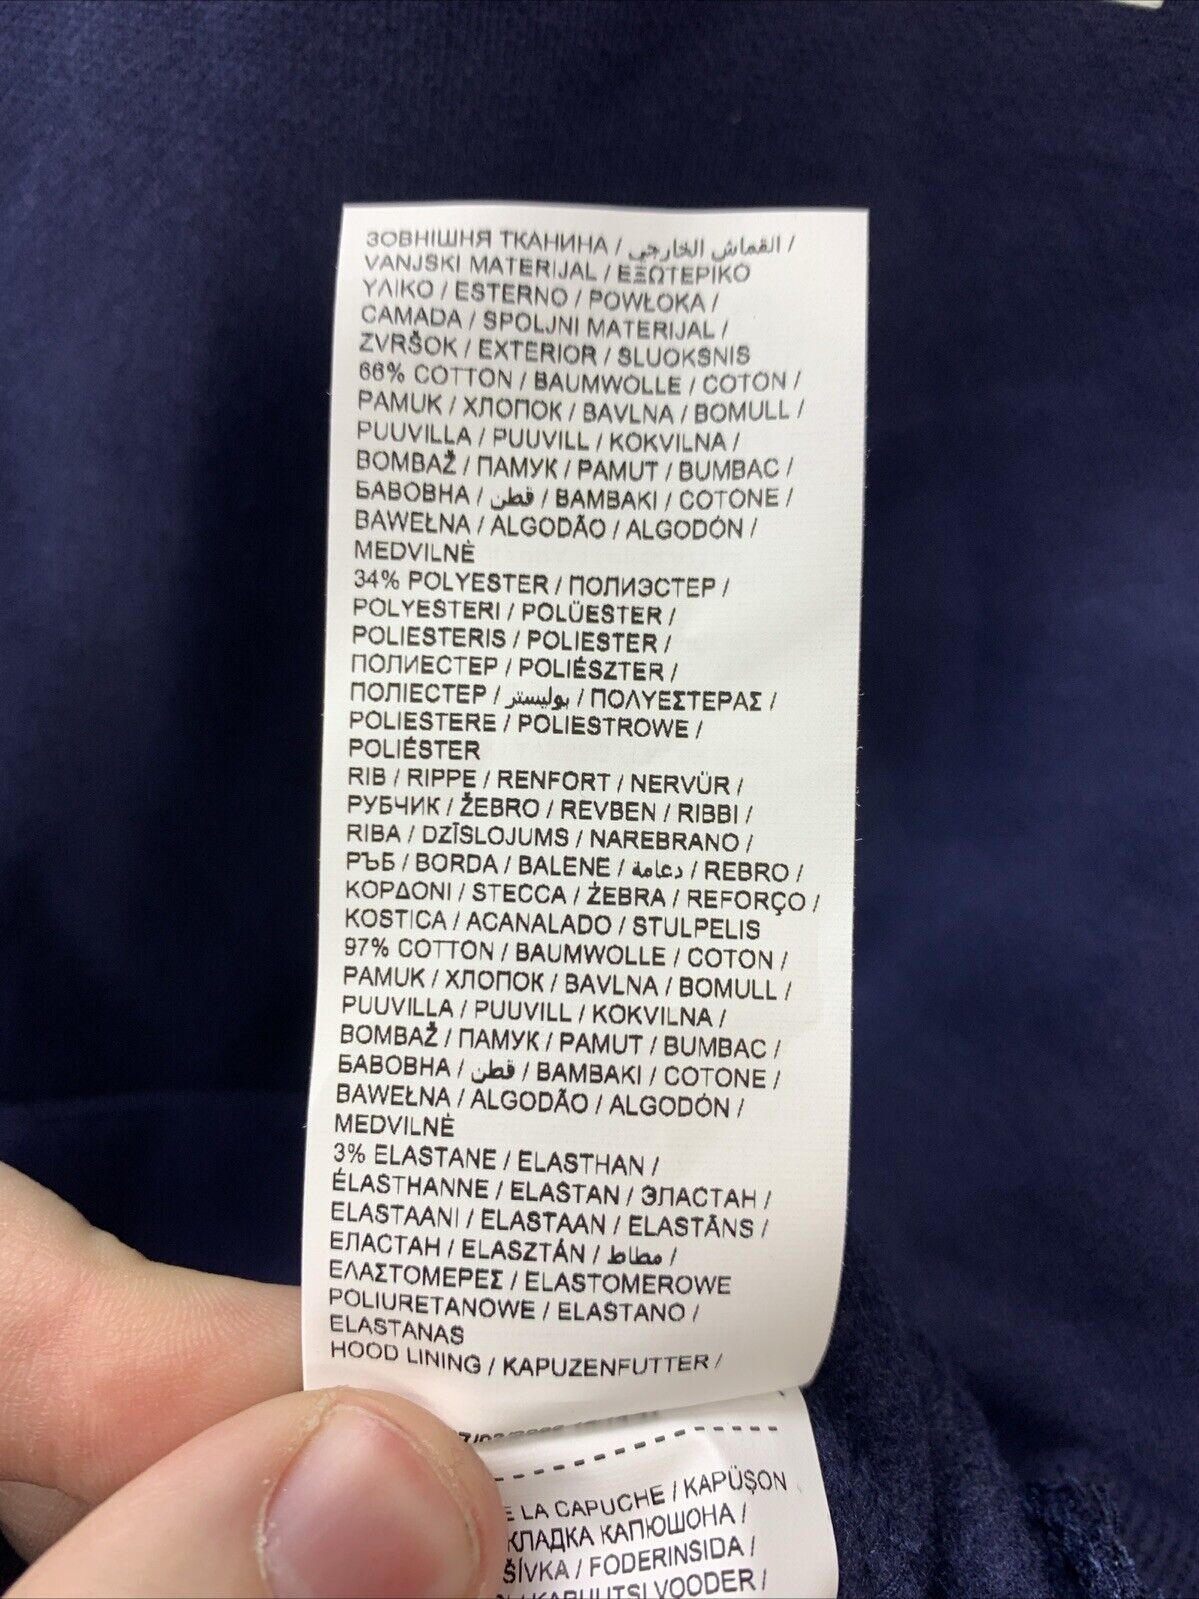 ЗОВНІШНЯ ТКАНИНА / القماش الخارجي /
VANJSKI MATERIJAL / ΕΞΩΤΕΡΙΚΌ
ΥΛΙΚΟ / ESTERNO / POWŁOKA /
CAMADA / SPOLJNI MATERIJAL /
ZVRŠOK / EXTERIOR / SLUOKSNIS
66% COTTON / BAUMWOLLE / COTON /
PAMUK / ХЛОПОК / BAVLNA / BOMULL /
PUUVILLA / PUUVILL / KOKVILNA /
BOMBAŽ / ПАМУК / PAMUT / BUMBAC /
БАВОВНА / قطن / BAMBAKI / COTONE /
BAWEŁNA / ALGODÃO / ALGODÓN /
MEDVILNĖ
34% POLYESTER / ПОЛИЭСТЕР /
POLYESTERI / POLÜESTER /
POLIESTERIS / POLIESTER /
ПОЛИЕСТЕР / POLIÉSZTER /
ПОЛІЕСТЕР / بوليستر / ΠΟΛΥΕΣΤΕΡΑΣ /
POLIESTERE / POLIESTROWE /
POLIÉSTER
RIB / RIPPE / RENFORT / NERVÜR /
РУБЧИК / ŽEBRO / REVBEN / RIBBI /
RIBA / DZĪSLOJUMS / NAREBRANO /
РЪБ / BORDA / BALENE / دعامة / REBRO /
ΚΟΡΔΟΝΙ / STECCA / ŻEBRA / REFORÇO /
KOSTICA / ACANALADO / STULPELIS
97% COTTON / BAUMWOLLE / COTON /
PAMUK / ХЛОПОК / BAVLNA / BOMULL /
PUUVILLA / PUUVILL / KOKVILNA /
BOMBAŽ / ПАМУК / PAMUT / BUMBAC /
БАВОВНА / قطن / BAMBAKI / COTONE /
BAWEŁNA / ALGODÃO / ALGODÓN /
MEDVILNĖ
3% ELASTANE / ELASTHAN /
ÉLASTHANNE / ELASTAN / ЭЛАСТАН /
ELASTAANI / ELASTAAN / ELASTĀNS /
ЕЛАСТАН / ELASZTÁN / مطاط /
ΕΛΑΣΤΟΜΕΡΕΣ / ELASTOMEROWE
POLIURETANOWE / ELASTANO /
ELASTANAS
HOOD LINING / KAPUZENFUTTER /
LA CAPUCHE / KAPÜŞON
КАПЮШОНА /
/ FODERINSIDA /
VOODER /